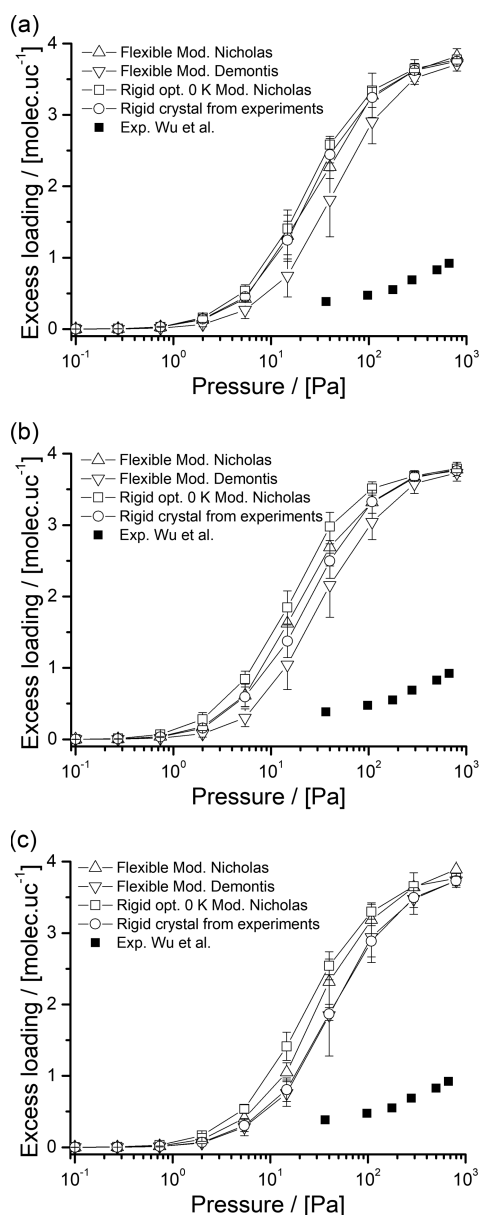 (a)
Flexible Mod. Nicholas
Flexible Mod. Demontis
Rigid opt. 0 K Mod. Nicholas
Rigid crystal from experiments
Exp. Wu et al.
Excess loading / [molec.uc⁻¹]
4
3
2
1
0
10⁻¹ 10⁰ 10¹ 10² 10³
Pressure / [Pa]
(b)
Flexible Mod. Nicholas
Flexible Mod. Demontis
Rigid opt. 0 K Mod. Nicholas
Rigid crystal from experiments
Exp. Wu et al.
Excess loading / [molec.uc⁻¹]
4
3
2
1
0
10⁻¹ 10⁰ 10¹ 10² 10³
Pressure / [Pa]
(c)
Flexible Mod. Nicholas
Flexible Mod. Demontis
Rigid opt. 0 K Mod. Nicholas
Rigid crystal from experiments
Exp. Wu et al.
Excess loading / [molec.uc⁻¹]
4
3
2
1
0
10⁻¹ 10⁰ 10¹ 10² 10³
Pressure / [Pa]